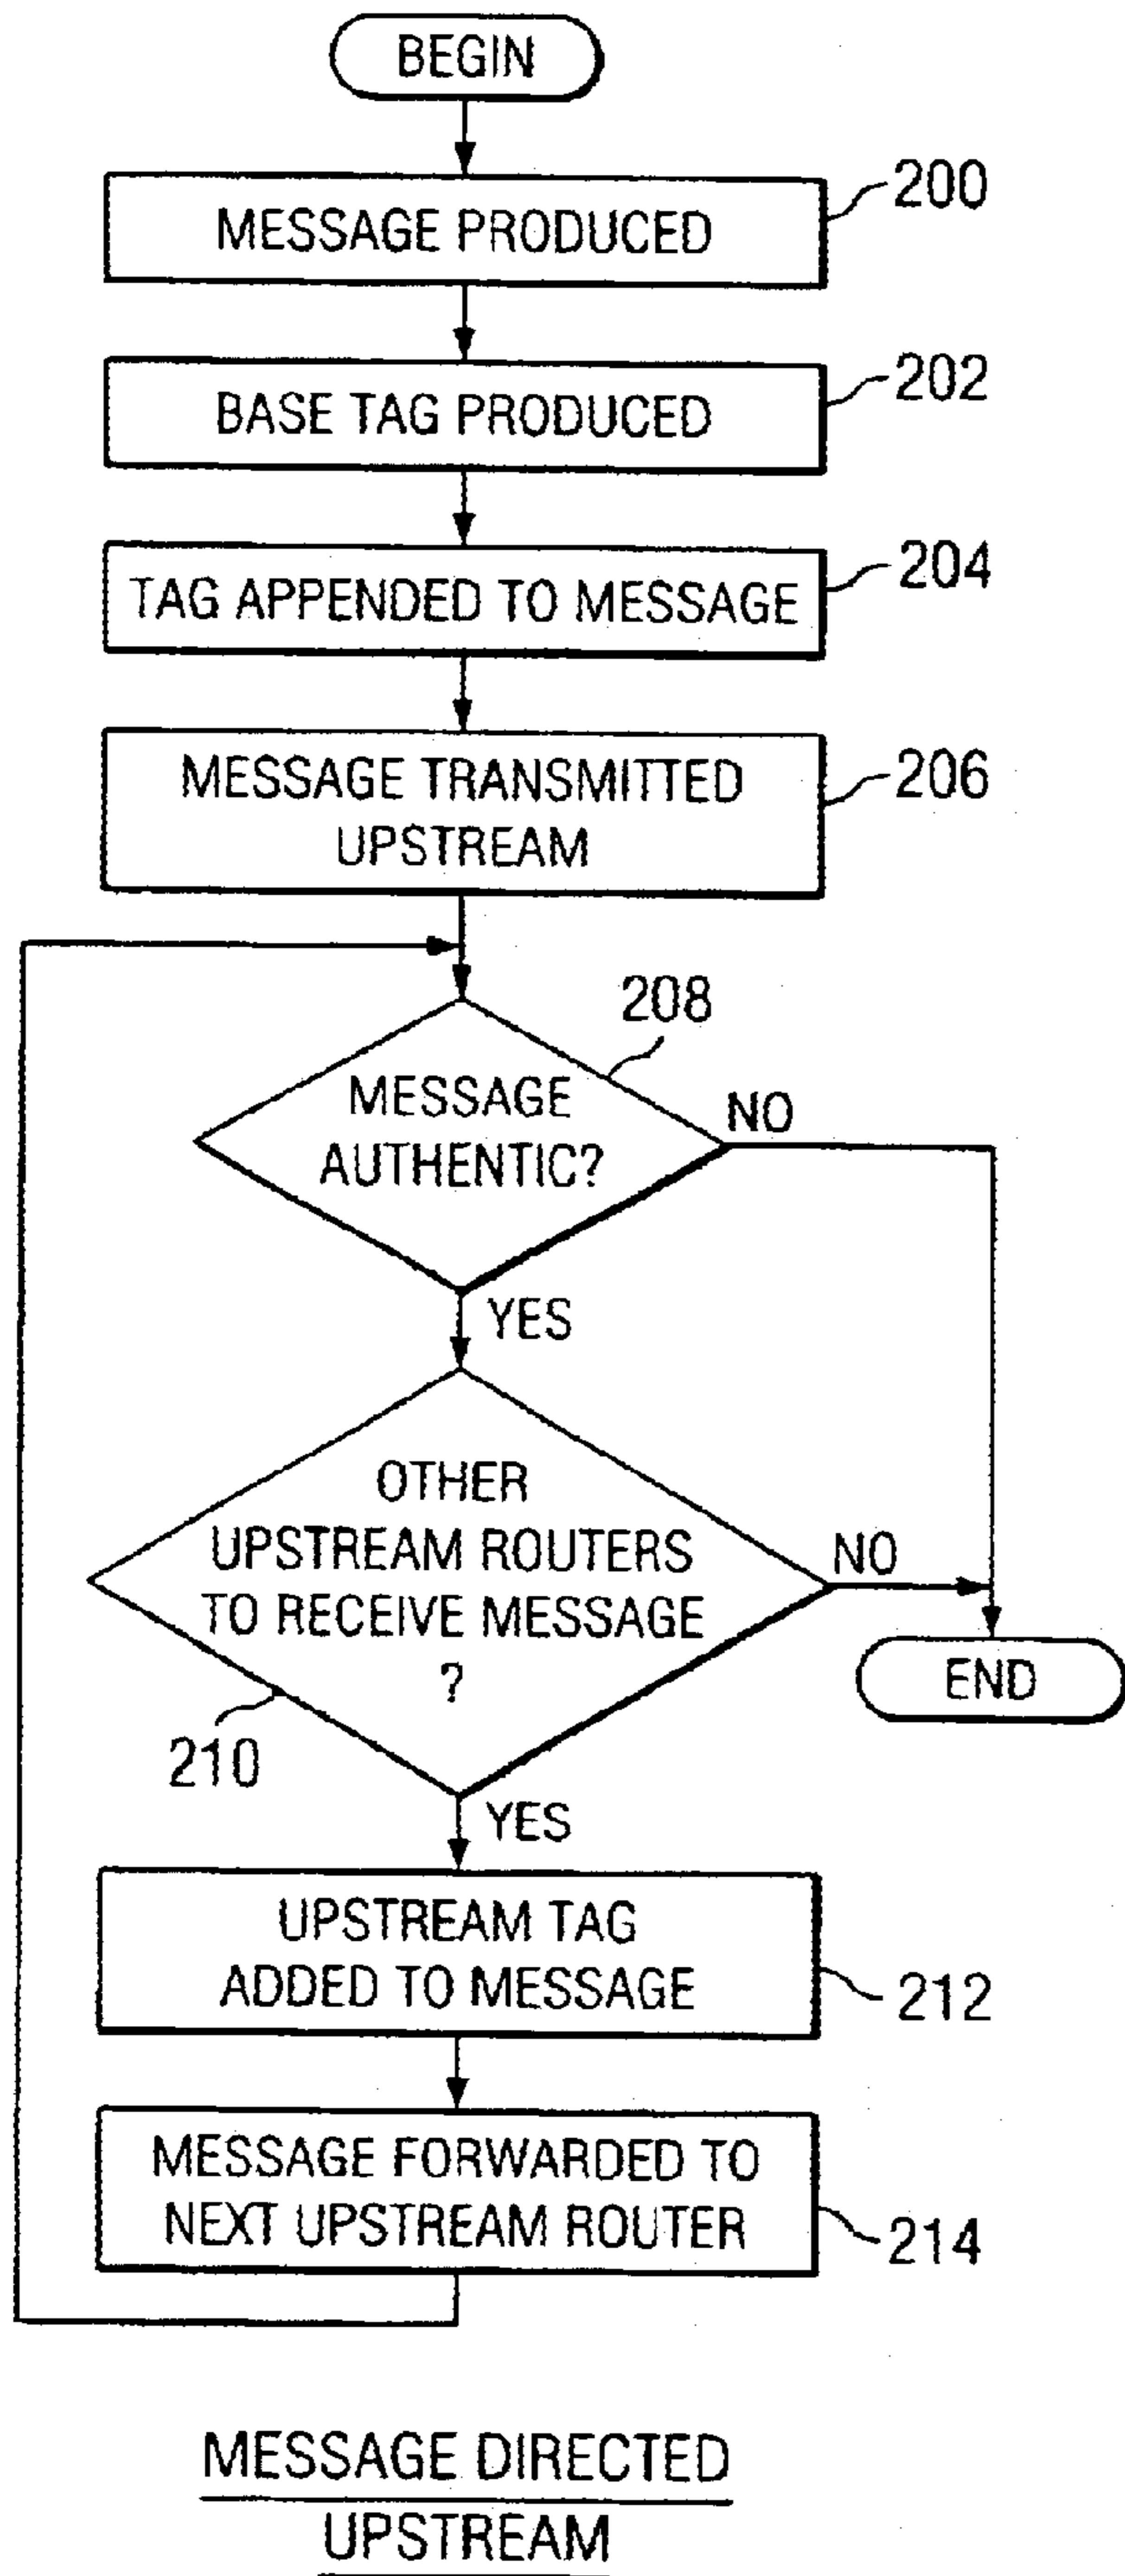 BEGIN
MESSAGE PRODUCED
200
BASE TAG PRODUCED
202
TAG APPENDED TO MESSAGE
204
MESSAGE TRANSMITTED
UPSTREAM
206
208
MESSAGE
AUTHENTIC?
NO
YES
OTHER
UPSTREAM ROUTERS
TO RECEIVE MESSAGE
?
NO
END
210
YES
UPSTREAM TAG
ADDED TO MESSAGE
212
MESSAGE FORWARDED TO
NEXT UPSTREAM ROUTER
214
MESSAGE DIRECTED
UPSTREAM